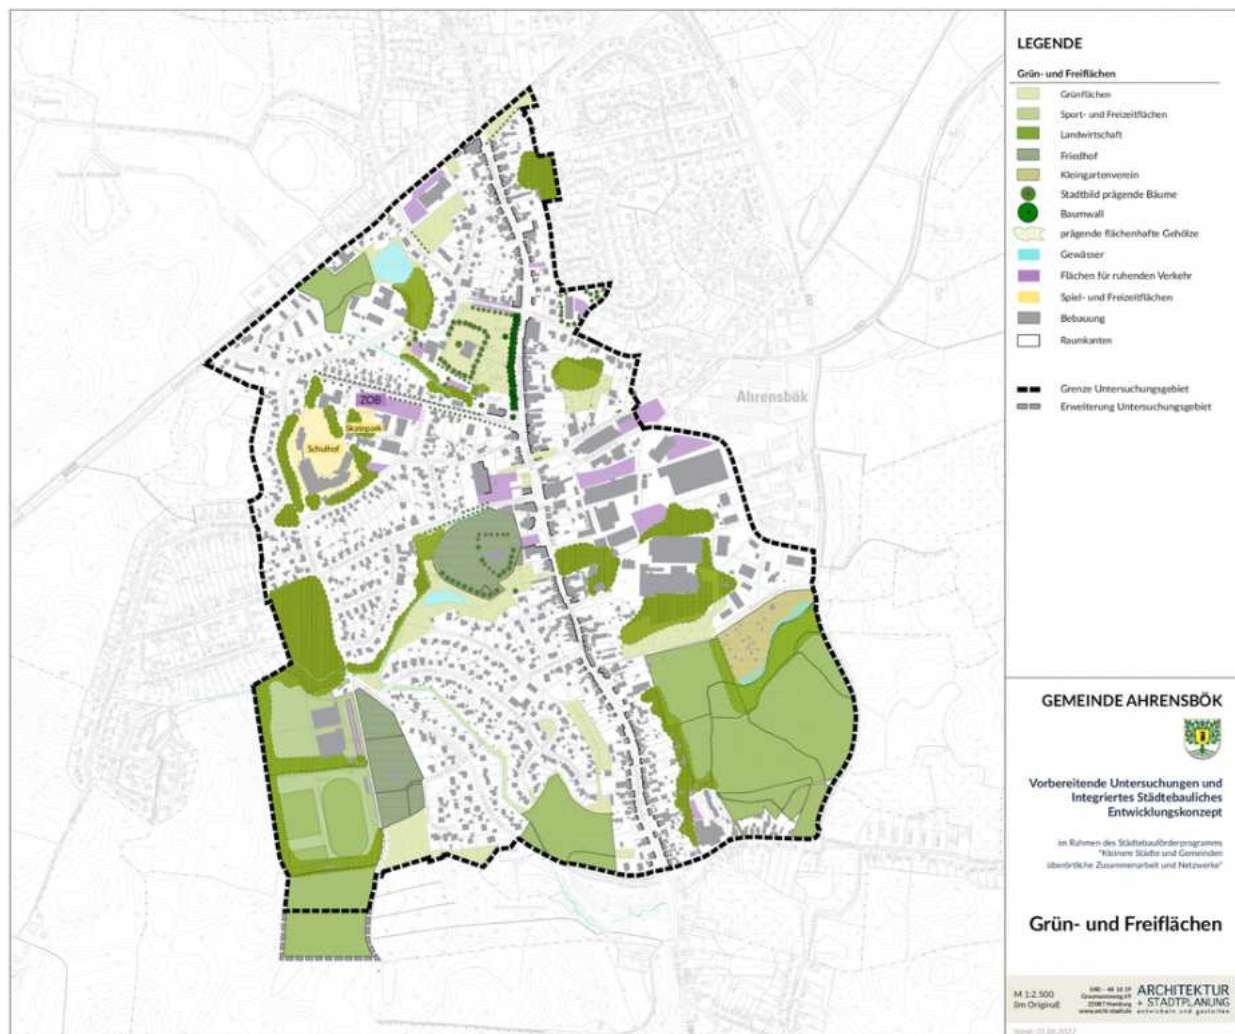 Ahrensbök
ZOB
Skatepark
Schulhof
LEGENDE
Grün- und Freiflächen
Grünflächen
Sport- und Freizeitflächen
Landwirtschaft
Friedhof
Kleingartenverein
Stadtbild prägende Bäume
Baumwall
prägende flächenhafte Gehölze
Gewässer
Flächen für ruhenden Verkehr
Spiel- und Freizeitflächen
Bebauung
Raumkanten
Grenze Untersuchungsgebiet
Erweiterung Untersuchungsgebiet
GEMEINDE AHRENSBÖK
Vorbereitende Untersuchungen und
Integriertes Städtebauliches
Entwicklungskonzept
im Rahmen des Städtebauförderprogramms
"Kleinere Städte und Gemeinden
überörtliche Zusammenarbeit und Netzwerke"
Grün- und Freiflächen
M 1:2.500
(im Original)
ARCHITEKTUR
+ STADTPLANUNG
entwickeln und gestalten